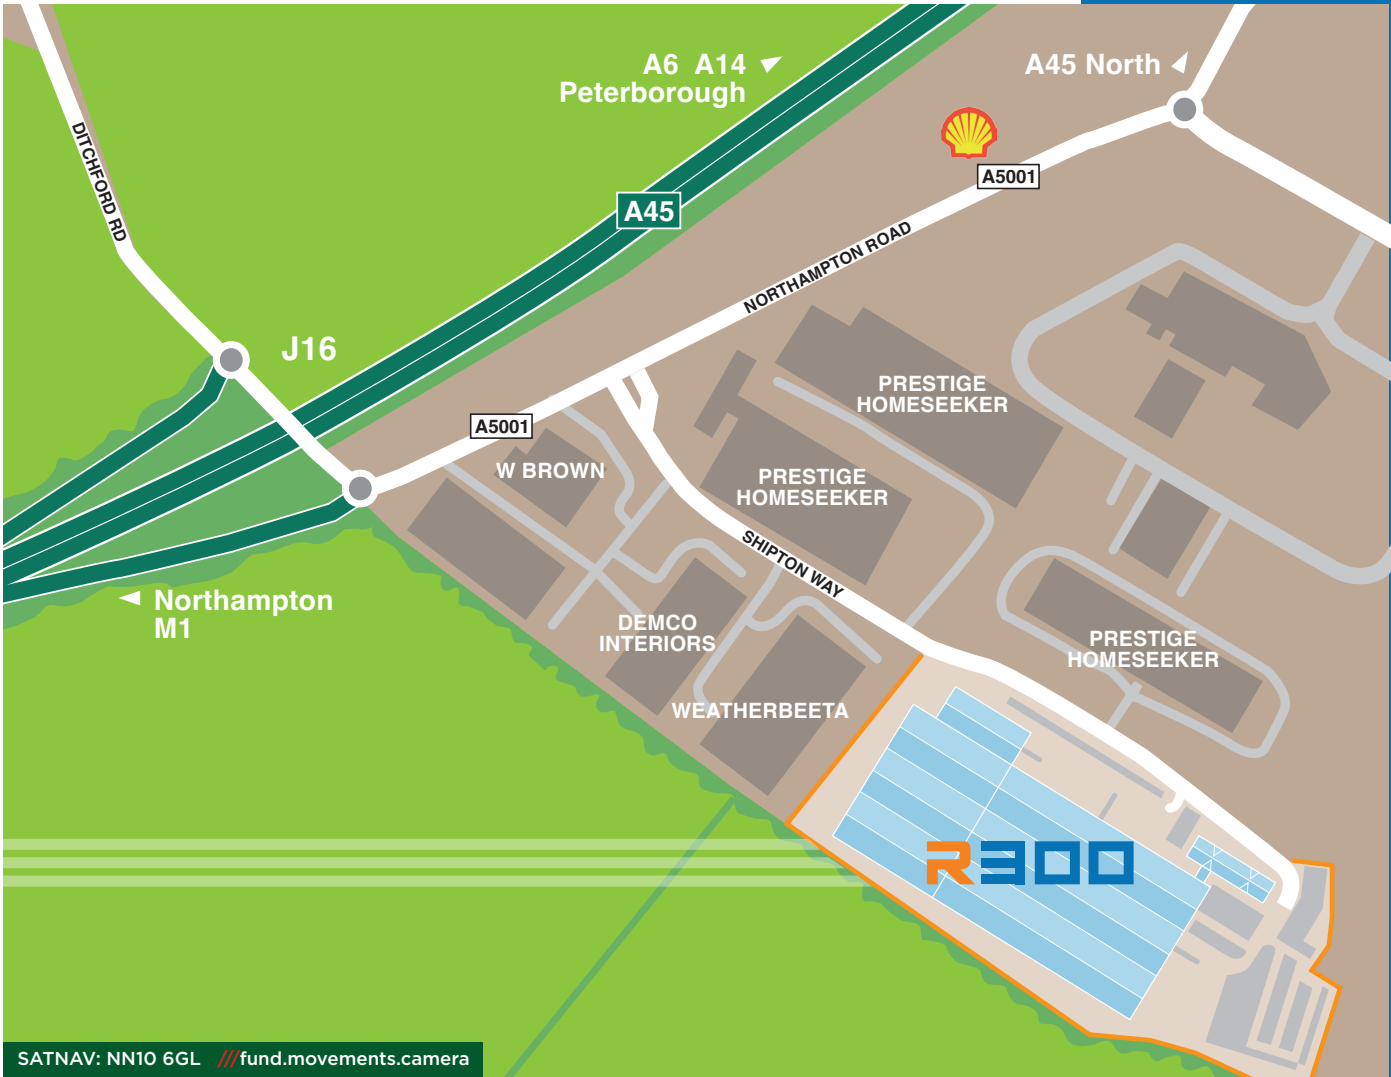 A6 A14
Peterborough
A45 North
DITCHFORD RD
A5001
A45
NORTHAMPTON ROAD
J16
PRESTIGE
HOMESEEKER
A5001
W BROWN
PRESTIGE
HOMESEEKER
SHIPTON WAY
Northampton
M1
DEMCO
INTERIORS
PRESTIGE
HOMESEEKER
WEATHERBEETA
R300
SATNAV: NN10 6GL ///fund.movements.camera